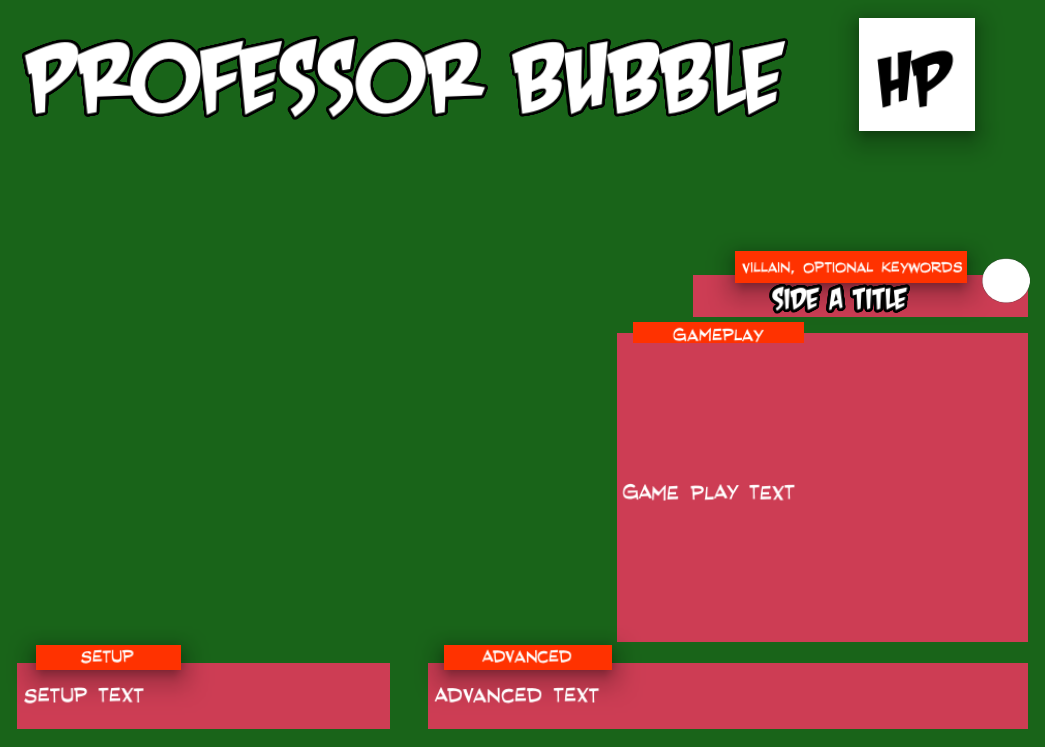 PROFESSOR BUBBLE
HP
VILLAIN, OPTIONAL KEYWORDS
SIDE A TITLE
GAMEPLAY
GAME PLAY TEXT
SETUP
SETUP TEXT
ADVANCED
ADVANCED TEXT